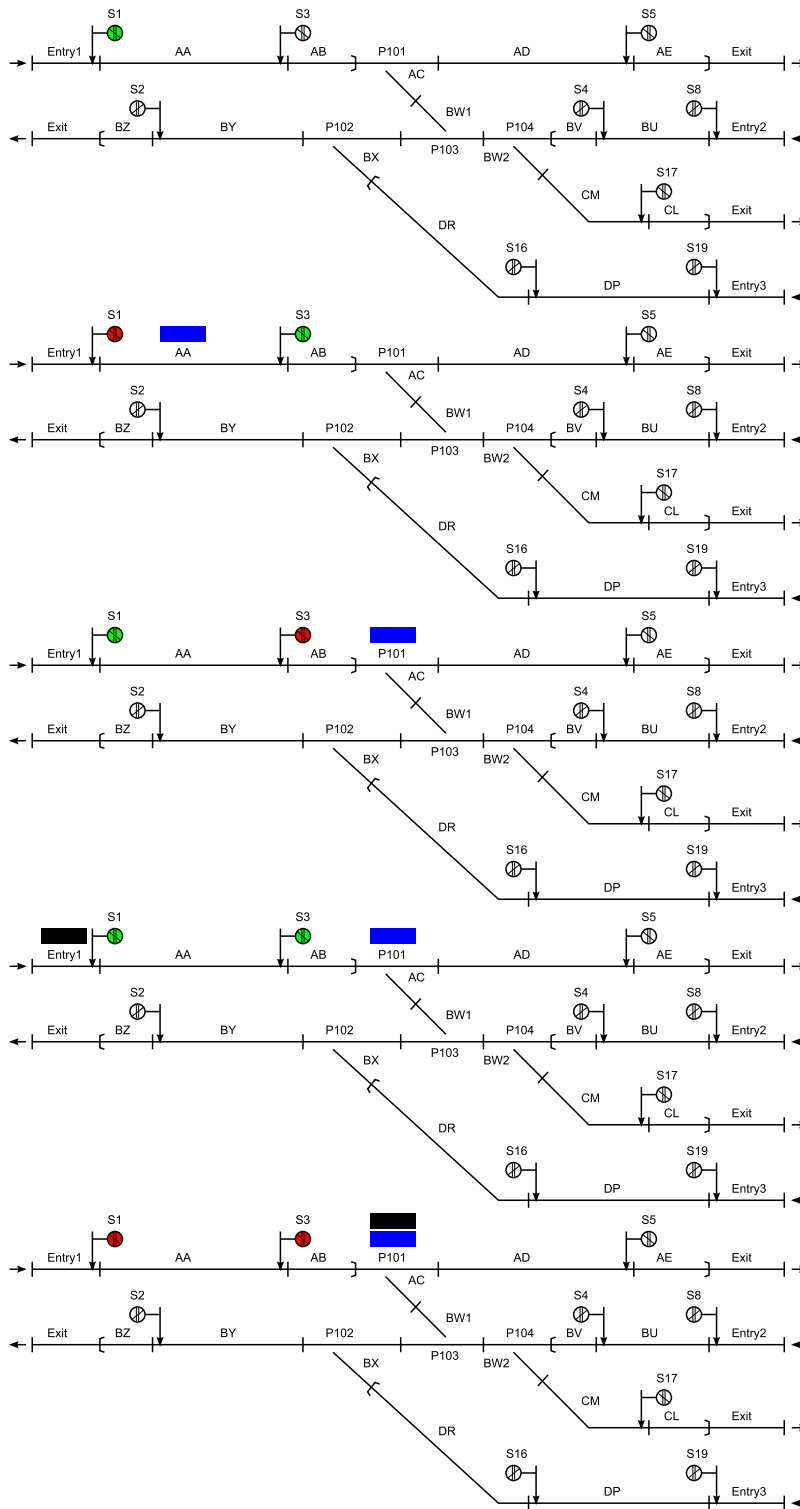 S1 S3 S5
Entry1 AA AB P101 AD AE Exit
AC
S2 S4 S8
BW1
Exit BZ BY P102 P104 BV BU Entry2
P103
BX BW2
S17
CM
CL Exit
DR
S16 S19
DP Entry3
S1 S3 S5
Entry1 AA AB P101 AD AE Exit
AC
S2 S4 S8
BW1
Exit BZ BY P102 P104 BV BU Entry2
P103
BX BW2
S17
CM
CL Exit
DR
S16 S19
DP Entry3
S1 S3 S5
Entry1 AA AB P101 AD AE Exit
AC
S2 S4 S8
BW1
Exit BZ BY P102 P104 BV BU Entry2
P103
BX BW2
S17
CM
CL Exit
DR
S16 S19
DP Entry3
S1 S3 S5
Entry1 AA AB P101 AD AE Exit
AC
S2 S4 S8
BW1
Exit BZ BY P102 P104 BV BU Entry2
P103
BX BW2
S17
CM
CL Exit
DR
S16 S19
DP Entry3
S1 S3 S5
Entry1 AA AB P101 AD AE Exit
AC
S2 S4 S8
BW1
Exit BZ BY P102 P104 BV BU Entry2
P103
BX BW2
S17
CM
CL Exit
DR
S16 S19
DP Entry3